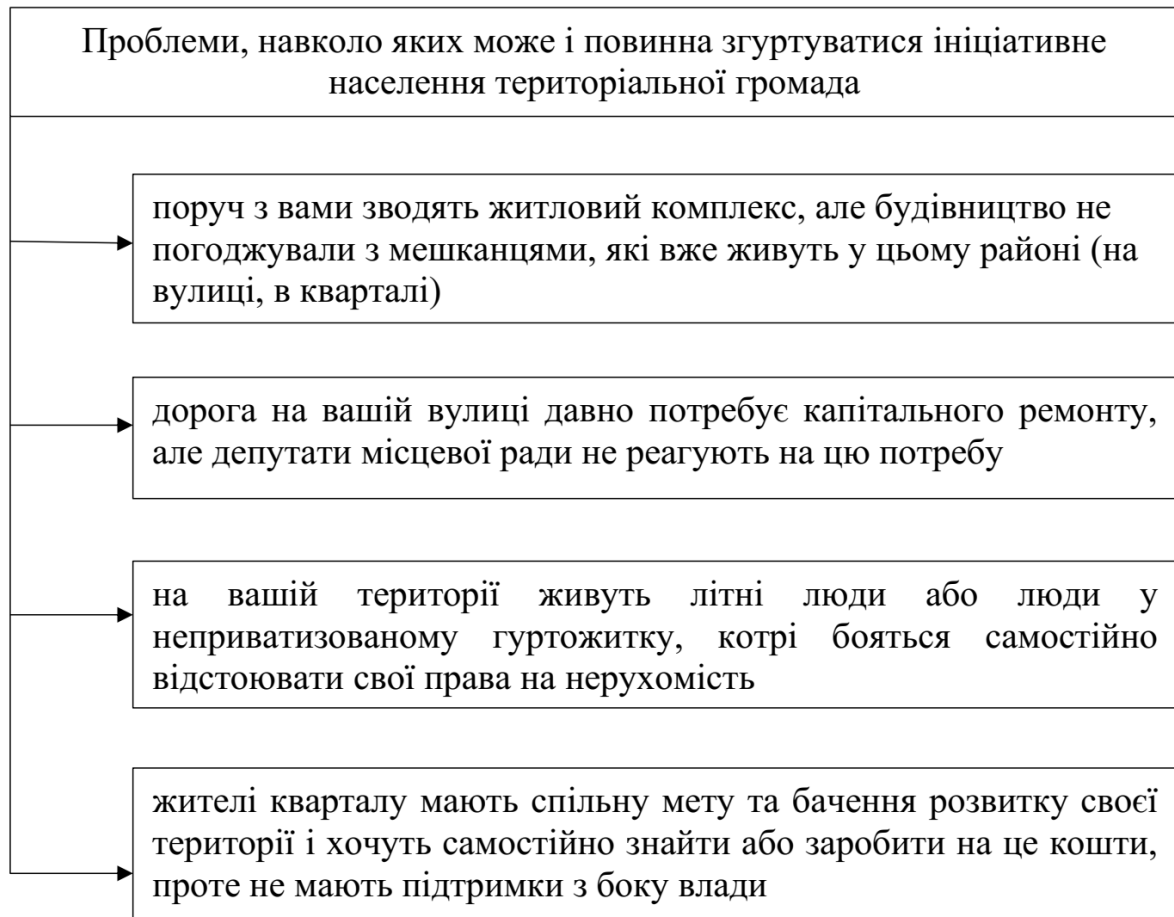 Проблеми, навколо яких може і повинна згуртуватися ініціативне
населення територіальної громада
поруч з вами зводять житловий комплекс, але будівництво не
погоджували з мешканцями, які вже живуть у цьому районі (на
вулиці, в кварталі)
дорога на вашій вулиці давно потребує капітального ремонту,
але депутати місцевої ради не реагують на цю потребу
на вашій території живуть літні люди або люди у
неприватизованому гуртожитку, котрі бояться самостійно
відстоювати свої права на нерухомість
жителі кварталу мають спільну мету та бачення розвитку своєї
території і хочуть самостійно знайти або заробити на це кошти,
проте не мають підтримки з боку влади